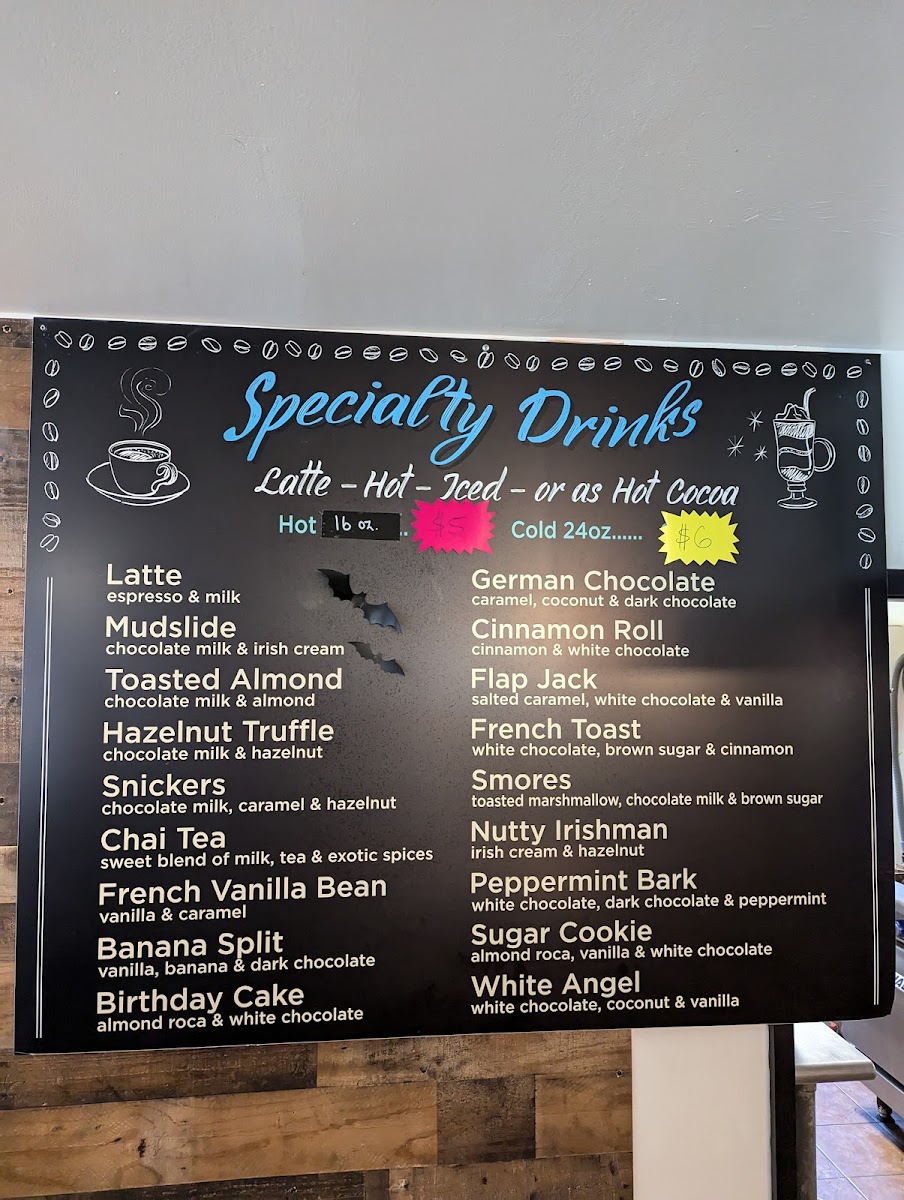 Specialty Drinks
Latte - Hot - Iced - or as Hot Cocoa
Hot 16 oz. .. $5 Cold 24oz...... $6
Latte
espresso & milk
Mudslide
chocolate milk & irish cream
Toasted Almond
chocolate milk & almond
Hazelnut Truffle
chocolate milk & hazelnut
Snickers
chocolate milk, caramel & hazelnut
Chai Tea
sweet blend of milk, tea & exotic spices
French Vanilla Bean
vanilla & caramel
Banana Split
vanilla, banana & dark chocolate
Birthday Cake
almond roca & white chocolate
German Chocolate
caramel, coconut & dark chocolate
Cinnamon Roll
cinnamon & white chocolate
Flap Jack
salted caramel, white chocolate & vanilla
French Toast
white chocolate, brown sugar & cinnamon
Smores
toasted marshmallow, chocolate milk & brown sugar
Nutty Irishman
irish cream & hazelnut
Peppermint Bark
white chocolate, dark chocolate & peppermint
Sugar Cookie
almond roca, vanilla & white chocolate
White Angel
white chocolate, coconut & vanilla